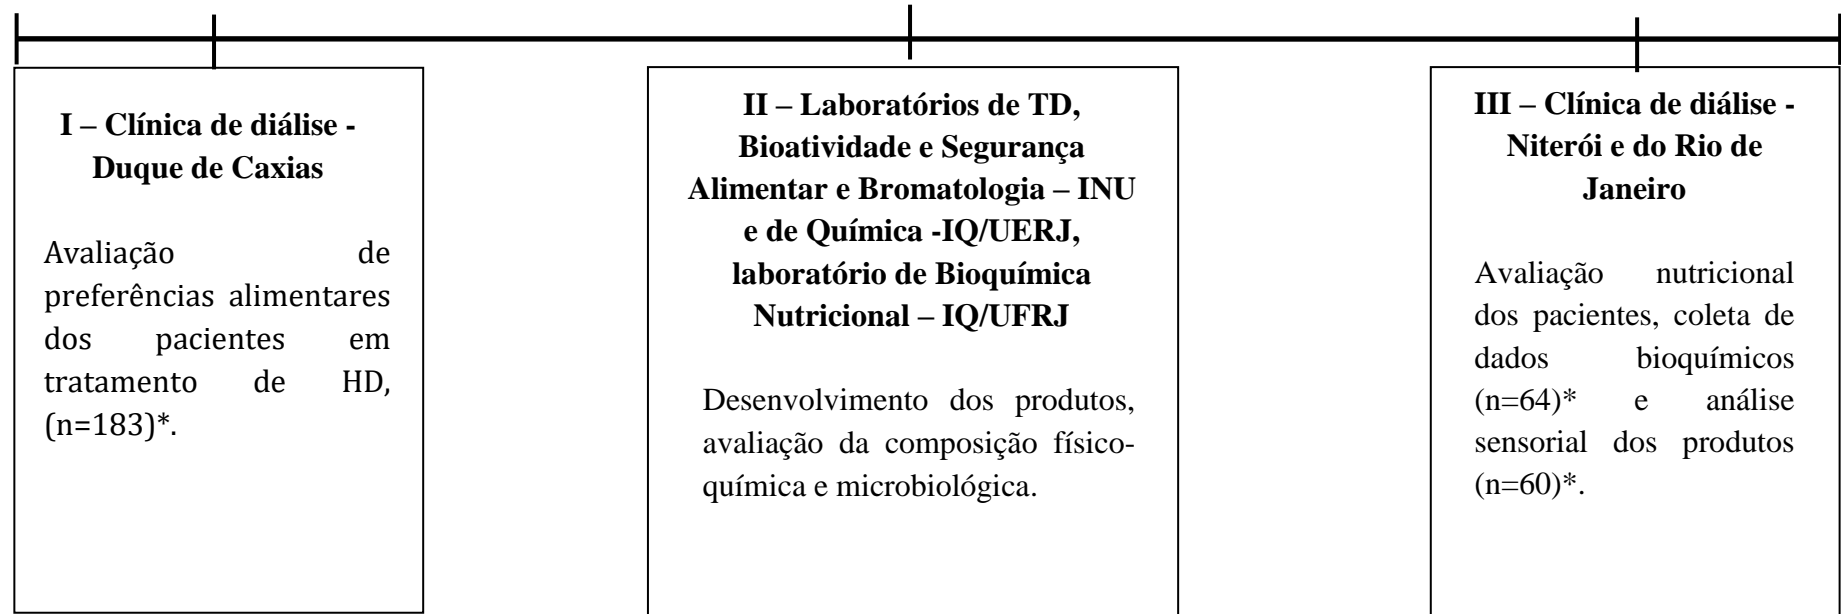 I – Clínica de diálise -
Duque de Caxias
Avaliação de
preferências alimentares
dos pacientes em
tratamento de HD,
(n=183)*.
II – Laboratórios de TD,
Bioatividade e Segurança
Alimentar e Bromatologia – INU
e de Química -IQ/UERJ,
laboratório de Bioquímica
Nutricional – IQ/UFRJ
Desenvolvimento dos produtos,
avaliação da composição físico-
química e microbiológica.
III – Clínica de diálise -
Niterói e do Rio de
Janeiro
Avaliação nutricional
dos pacientes, coleta de
dados bioquímicos
(n=64)* e análise
sensorial dos produtos
(n=60)*.